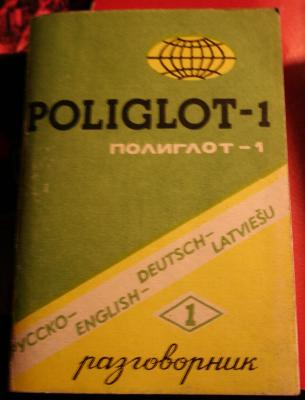 POLIGLOT-1
ПОЛИГЛОТ-1
РУССКО-
ENGLISH-
DEUTSCH-
LATVIEŠU
1
разговорник